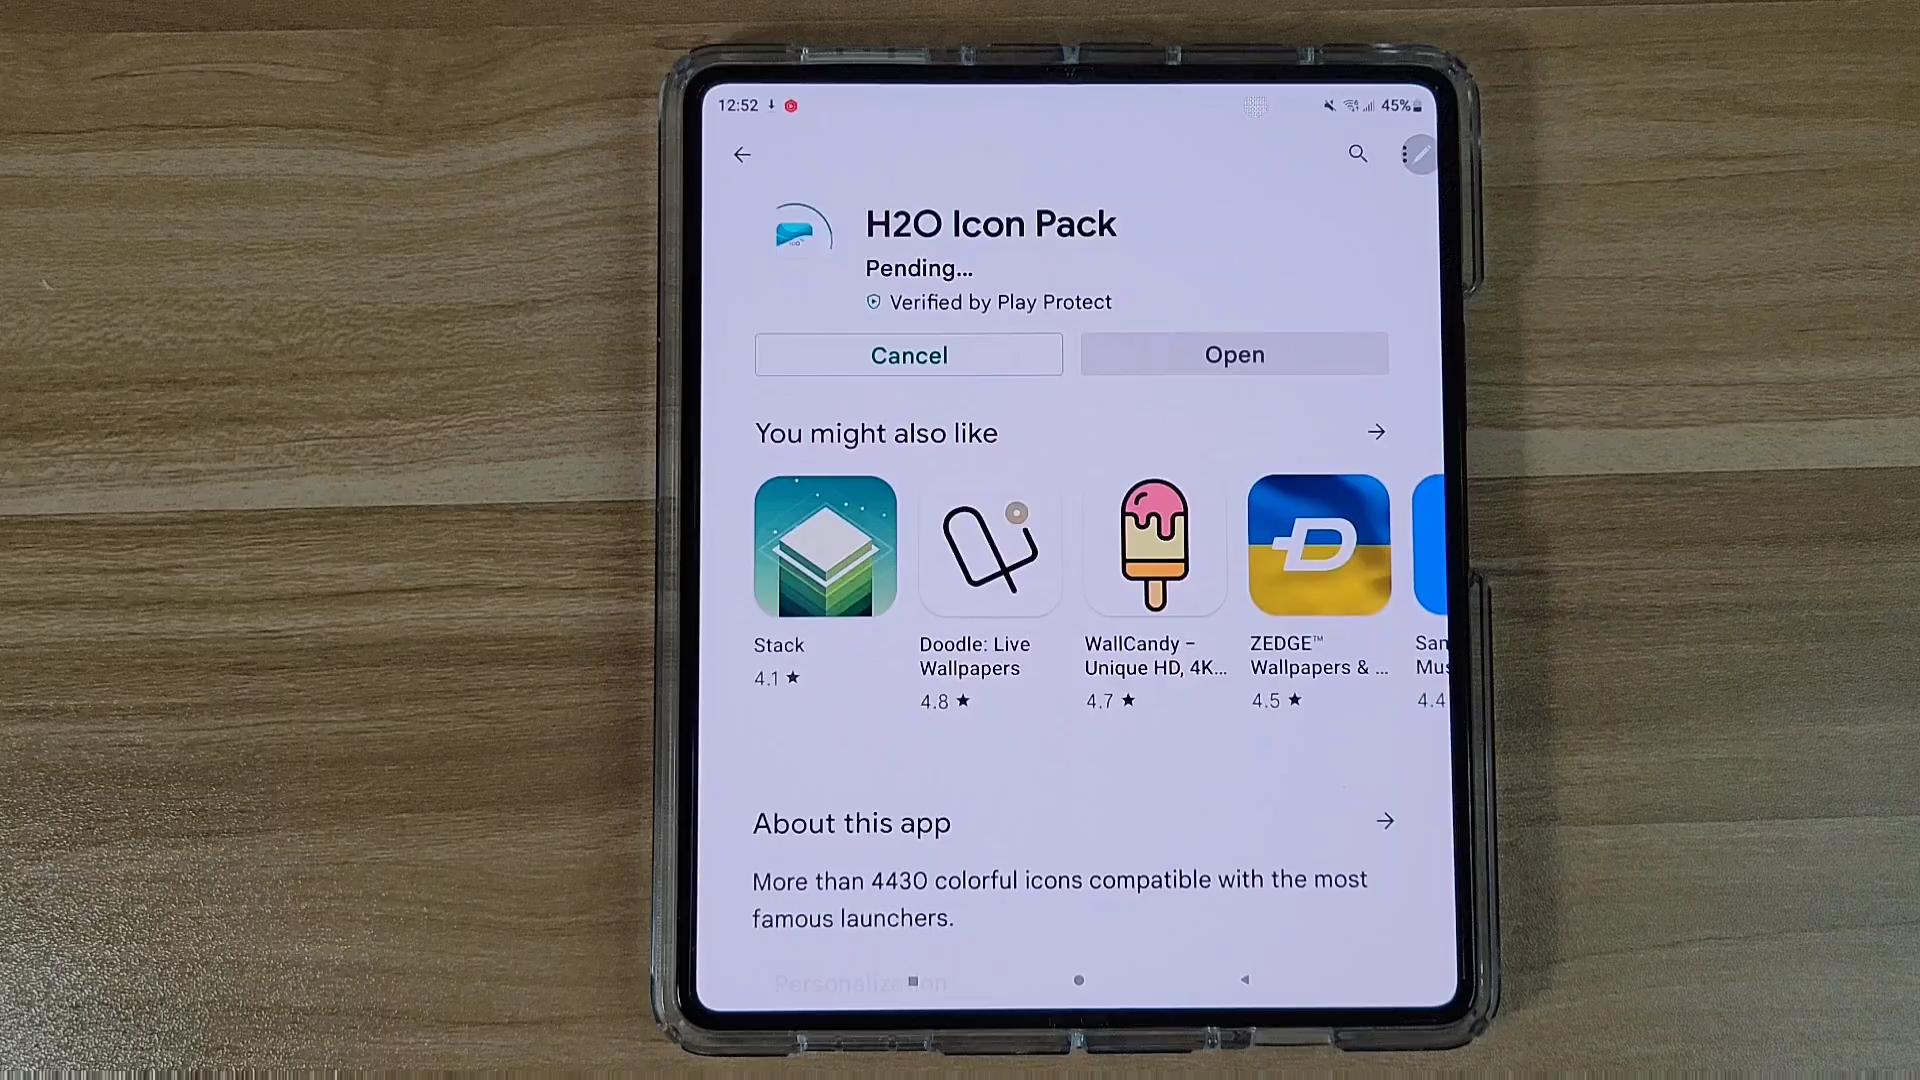 12:52
45%
H2O Icon Pack
Pending...
Verified by Play Protect
Cancel
Open
You might also like
Stack
4.1 ★
Doodle: Live
Wallpapers
4.8 ★
WallCandy –
Unique HD, 4K...
4.7 ★
ZEDGE™
Wallpapers & ...
4.5 ★
San
Mus
4.4
About this app
More than 4430 colorful icons compatible with the most
famous launchers.
Personalization